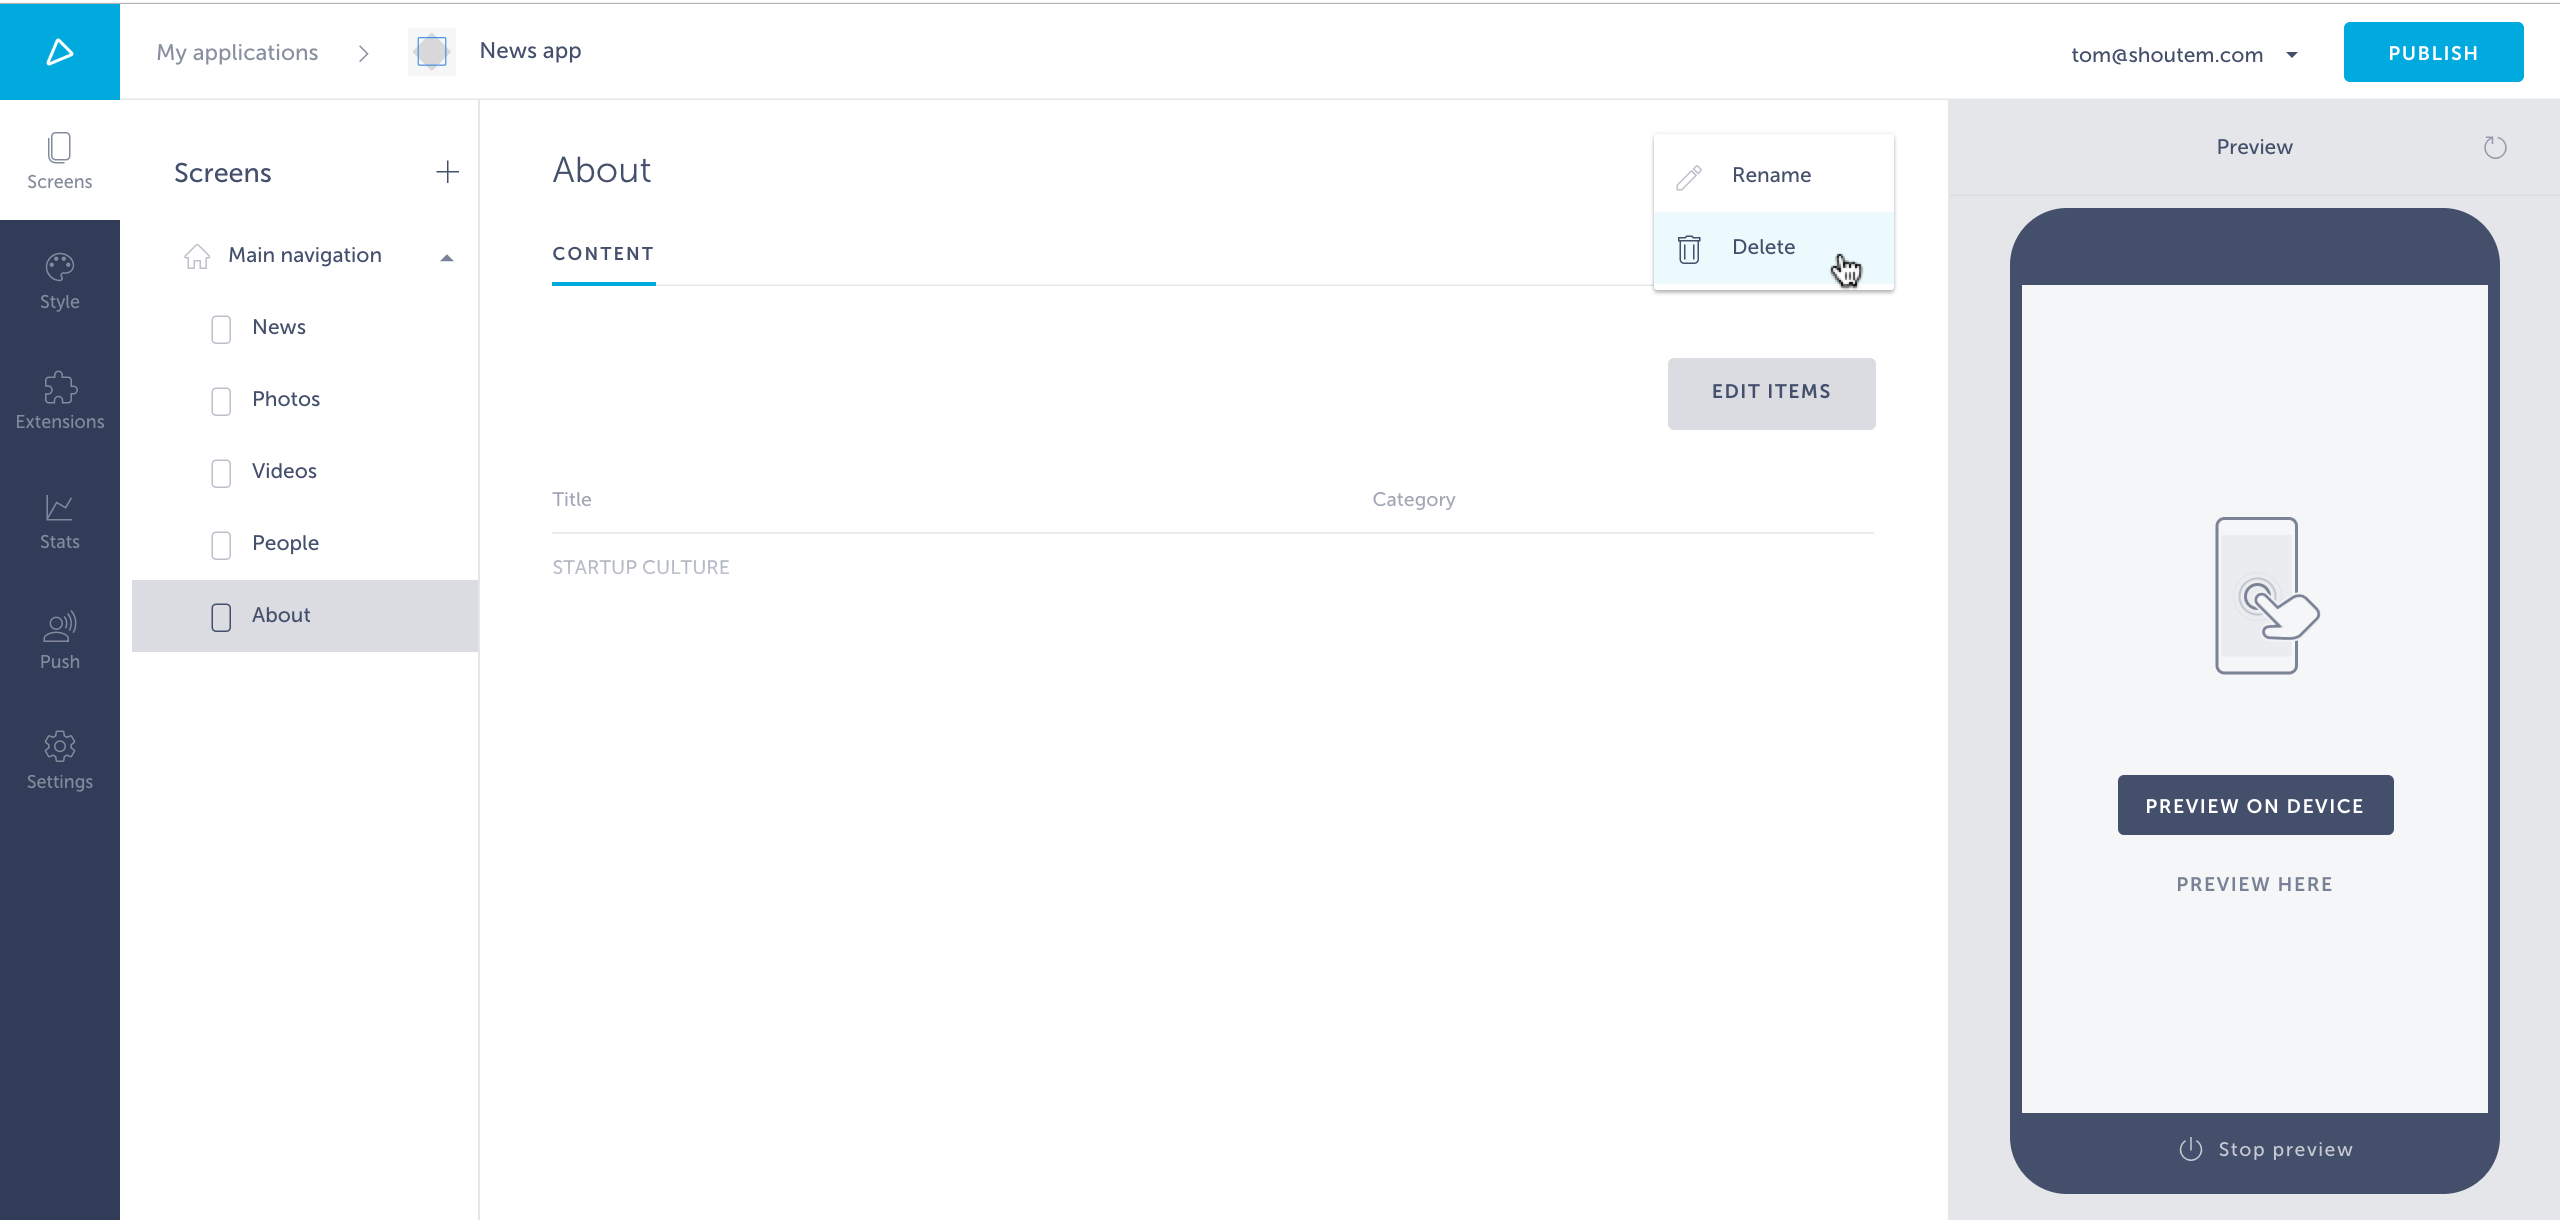 My applications
News app
tom@shoutem.com
PUBLISH
Screens
Style
Extensions
Stats
Push
Settings
Screens
Main navigation
News
Photos
Videos
People
About
About
CONTENT
Rename
Delete
EDIT ITEMS
Title Category
STARTUP CULTURE
Preview
PREVIEW ON DEVICE
PREVIEW HERE
Stop preview